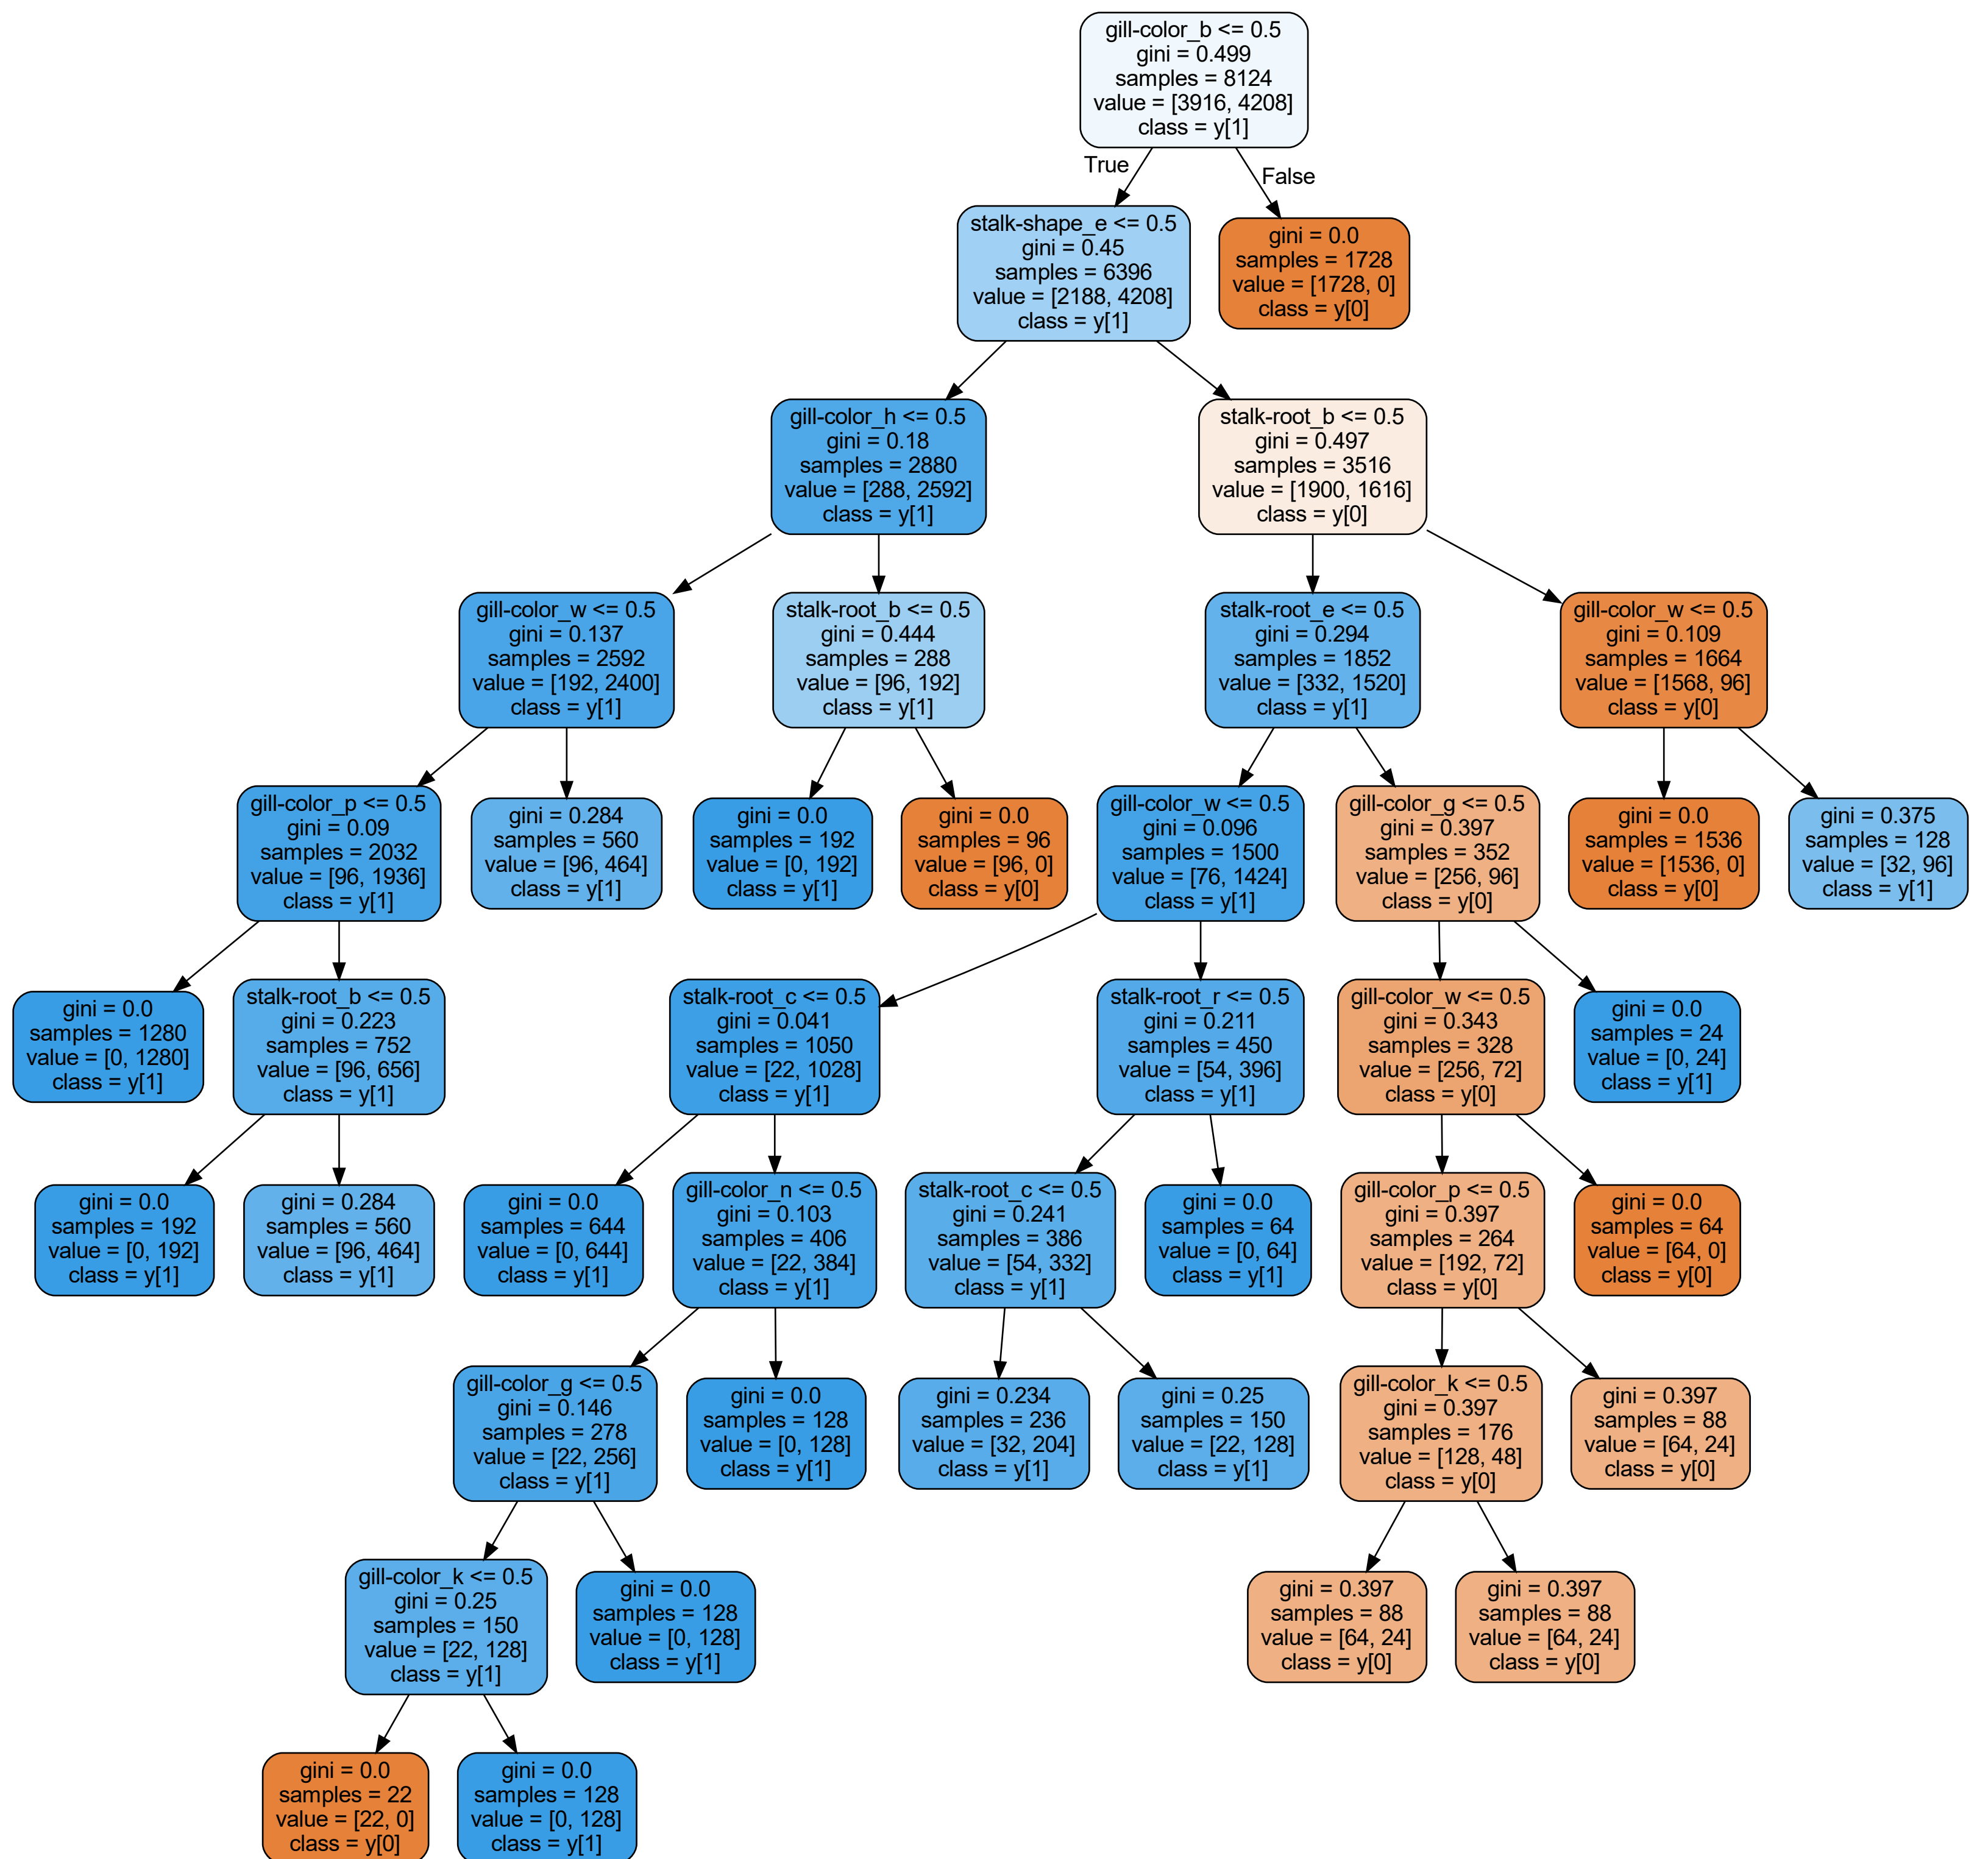 gill-color_b <= 0.5
gini = 0.499
samples = 8124
value = [3916, 4208]
class = y[1]
True
False
stalk-shape_e <= 0.5
gini = 0.45
samples = 6396
value = [2188, 4208]
class = y[1]
gini = 0.0
samples = 1728
value = [1728, 0]
class = y[0]
gill-color_h <= 0.5
gini = 0.18
samples = 2880
value = [288, 2592]
class = y[1]
stalk-root_b <= 0.5
gini = 0.497
samples = 3516
value = [1900, 1616]
class = y[0]
gill-color_w <= 0.5
gini = 0.137
samples = 2592
value = [192, 2400]
class = y[1]
stalk-root_b <= 0.5
gini = 0.444
samples = 288
value = [96, 192]
class = y[1]
stalk-root_e <= 0.5
gini = 0.294
samples = 1852
value = [332, 1520]
class = y[1]
gill-color_w <= 0.5
gini = 0.109
samples = 1664
value = [1568, 96]
class = y[0]
gill-color_p <= 0.5
gini = 0.09
samples = 2032
value = [96, 1936]
class = y[1]
gini = 0.284
samples = 560
value = [96, 464]
class = y[1]
gini = 0.0
samples = 192
value = [0, 192]
class = y[1]
gini = 0.0
samples = 96
value = [96, 0]
class = y[0]
gill-color_w <= 0.5
gini = 0.096
samples = 1500
value = [76, 1424]
class = y[1]
gill-color_g <= 0.5
gini = 0.397
samples = 352
value = [256, 96]
class = y[0]
gini = 0.0
samples = 1536
value = [1536, 0]
class = y[0]
gini = 0.375
samples = 128
value = [32, 96]
class = y[1]
gini = 0.0
samples = 1280
value = [0, 1280]
class = y[1]
stalk-root_b <= 0.5
gini = 0.223
samples = 752
value = [96, 656]
class = y[1]
stalk-root_c <= 0.5
gini = 0.041
samples = 1050
value = [22, 1028]
class = y[1]
stalk-root_r <= 0.5
gini = 0.211
samples = 450
value = [54, 396]
class = y[1]
gill-color_w <= 0.5
gini = 0.343
samples = 328
value = [256, 72]
class = y[0]
gini = 0.0
samples = 24
value = [0, 24]
class = y[1]
gini = 0.0
samples = 192
value = [0, 192]
class = y[1]
gini = 0.284
samples = 560
value = [96, 464]
class = y[1]
gini = 0.0
samples = 644
value = [0, 644]
class = y[1]
gill-color_n <= 0.5
gini = 0.103
samples = 406
value = [22, 384]
class = y[1]
stalk-root_c <= 0.5
gini = 0.241
samples = 386
value = [54, 332]
class = y[1]
gini = 0.0
samples = 64
value = [0, 64]
class = y[1]
gill-color_p <= 0.5
gini = 0.397
samples = 264
value = [192, 72]
class = y[0]
gini = 0.0
samples = 64
value = [64, 0]
class = y[0]
gill-color_g <= 0.5
gini = 0.146
samples = 278
value = [22, 256]
class = y[1]
gini = 0.0
samples = 128
value = [0, 128]
class = y[1]
gini = 0.234
samples = 236
value = [32, 204]
class = y[1]
gini = 0.25
samples = 150
value = [22, 128]
class = y[1]
gill-color_k <= 0.5
gini = 0.397
samples = 176
value = [128, 48]
class = y[0]
gini = 0.397
samples = 88
value = [64, 24]
class = y[0]
gill-color_k <= 0.5
gini = 0.25
samples = 150
value = [22, 128]
class = y[1]
gini = 0.0
samples = 128
value = [0, 128]
class = y[1]
gini = 0.397
samples = 88
value = [64, 24]
class = y[0]
gini = 0.397
samples = 88
value = [64, 24]
class = y[0]
gini = 0.0
samples = 22
value = [22, 0]
class = y[0]
gini = 0.0
samples = 128
value = [0, 128]
class = y[1]